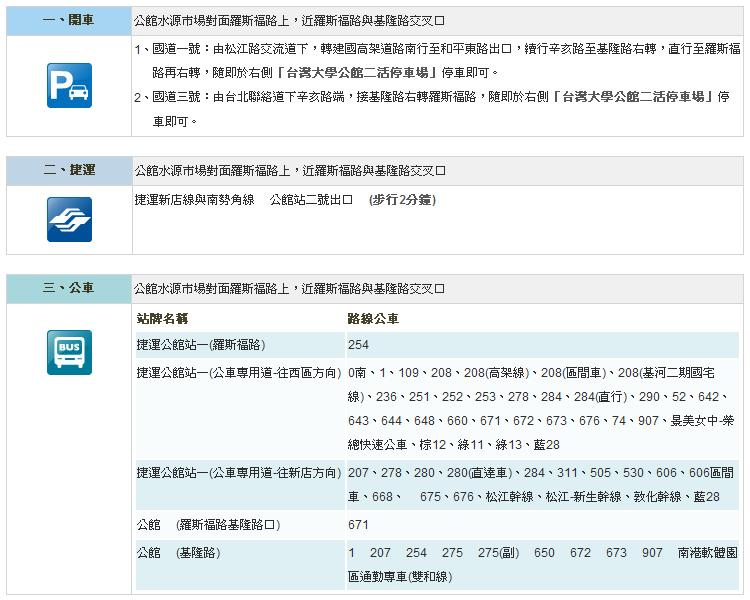 一、開車
公館水源市場對面羅斯福路上，近羅斯福路與基隆路交叉口
1、國道一號：由松江路交流道下，轉建國高架道路南行至和平東路出口，續行辛亥路至基隆路右轉，直行至羅斯福
路再右轉，隨即於右側「台灣大學公館二活停車場」停車即可。
2、國道三號：由台北聯絡道下辛亥路端，接基隆路右轉羅斯福路，隨即於右側「台灣大學公館二活停車場」停
車即可。
P
二、捷運
公館水源市場對面羅斯福路上，近羅斯福路與基隆路交叉口
捷運新店線與南勢角線 公館站二號出口 (步行2分鐘)
三、公車
公館水源市場對面羅斯福路上，近羅斯福路與基隆路交叉口
BUS
站牌名稱 路線公車
捷運公館站一(羅斯福路) 254
捷運公館站一(公車專用道-往西區方向) 0南、1、109、208、208(高架線)、208(區間車)、208(基河二期國宅
線)、236、251、252、253、278、284、284(直行)、290、52、642、
643、644、648、660、671、672、673、676、74、907、景美女中-榮
總快速公車、棕12、綠11、綠13、藍28
捷運公館站一(公車專用道-往新店方向) 207、278、280、280(直達車)、284、311、505、530、606、606區間
車、668、 675、676、松江幹線、松江-新生幹線、敦化幹線、藍28
公館 (羅斯福路基隆路口) 671
公館 (基隆路) 1 207 254 275 275(副) 650 672 673 907 南港軟體園
區通勤專車(雙和線)